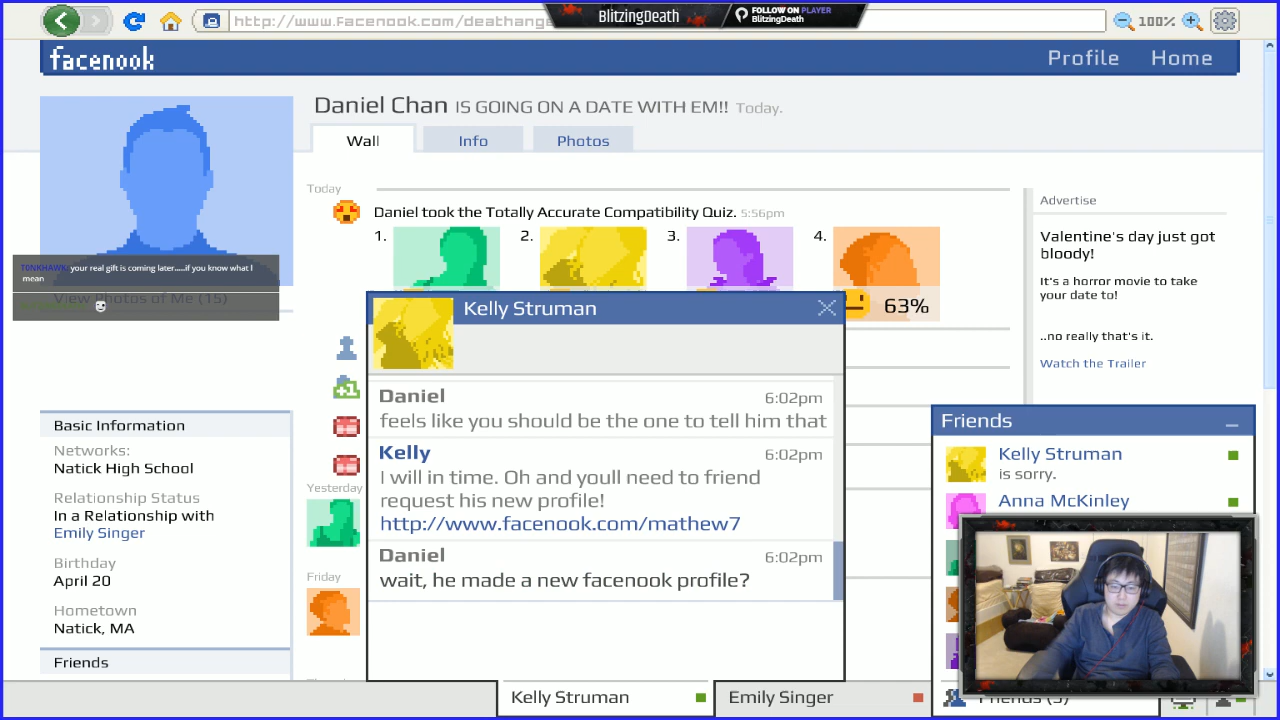 http://www.facenook.com/deathange
100%
BlitzingDeath
FOLLOW ON PLAYER
BlitzingDeath
facenook
Profile
Home
Daniel Chan IS GOING ON A DATE WITH EM!! Today.
Wall
Info
Photos
Today
Daniel took the Totally Accurate Compatibility Quiz. 5:56pm
1.
2.
3.
4.
63%
T0NKHAWK: your real gift is coming later.....if you know what I
mean
View Photos of Me (15)
Basic Information
Networks:
Natick High School
Relationship Status
In a Relationship with
Emily Singer
Birthday
April 20
Hometown
Natick, MA
Friends
+1
Yesterday
Friday
Kelly Struman
Daniel 6:02pm
feels like you should be the one to tell him that
Kelly 6:02pm
I will in time. Oh and youll need to friend
request his new profile!
http://www.facenook.com/mathew7
Daniel 6:02pm
wait, he made a new facenook profile?
Advertise
Valentine's day just got
bloody!
It's a horror movie to take
your date to!
..no really that's it.
Watch the Trailer
Friends
Kelly Struman
is sorry.
Anna McKinley
Kelly Struman
Emily Singer